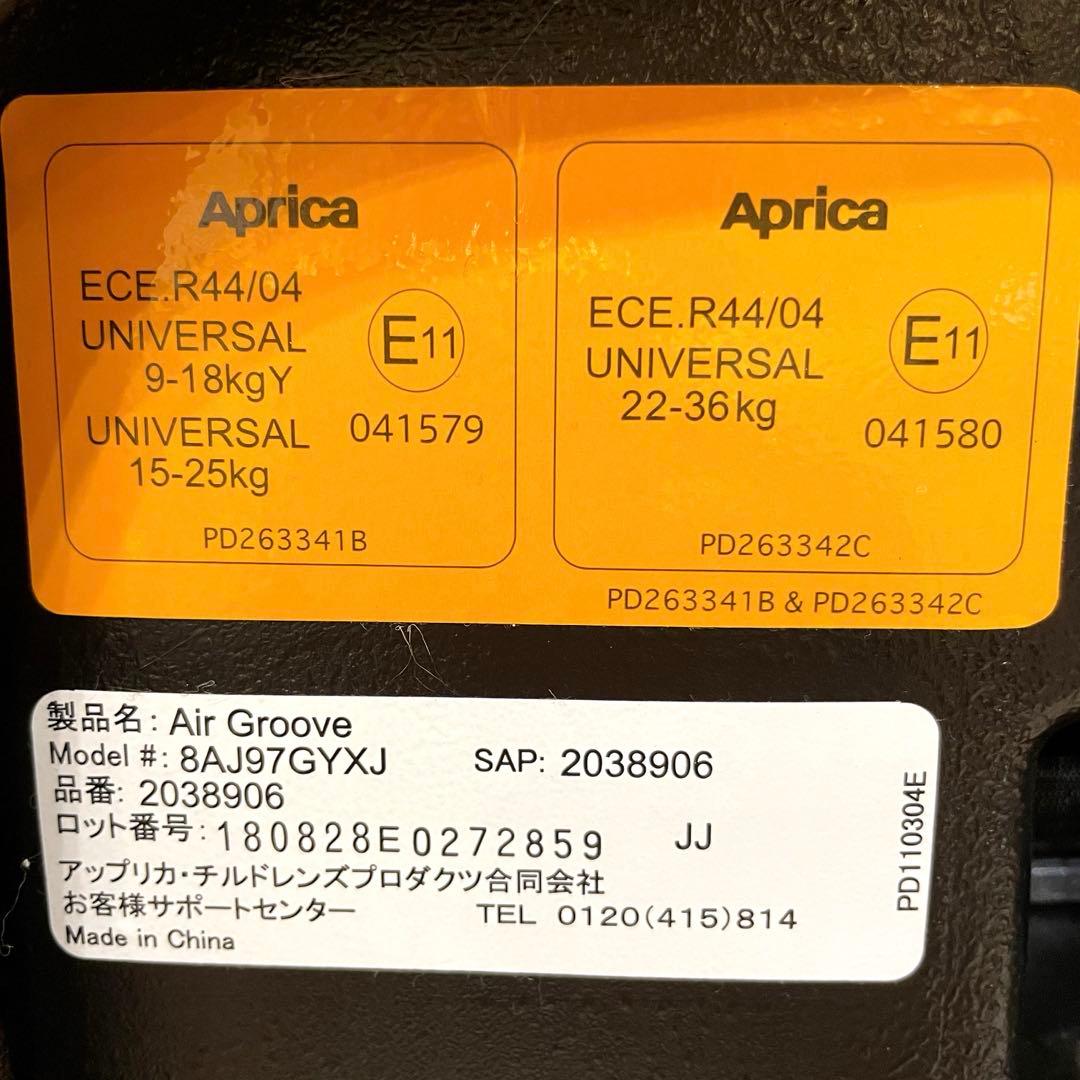 Aprica
ECE.R44/04
UNIVERSAL
9-18kgY
UNIVERSAL
15-25kg
E11
041579
PD263341B
Aprica
ECE.R44/04
UNIVERSAL
22-36kg
E11
041580
PD263342C
PD263341B & PD263342C
製品名: Air Groove
Model #: 8AJ97GYXJ SAP: 2038906
品番: 2038906
ロット番号: 180828E0272859 JJ
アップリカ・チルドレンズプロダクツ合同会社
お客様サポートセンター TEL 0120(415)814
Made in China
PD110304E